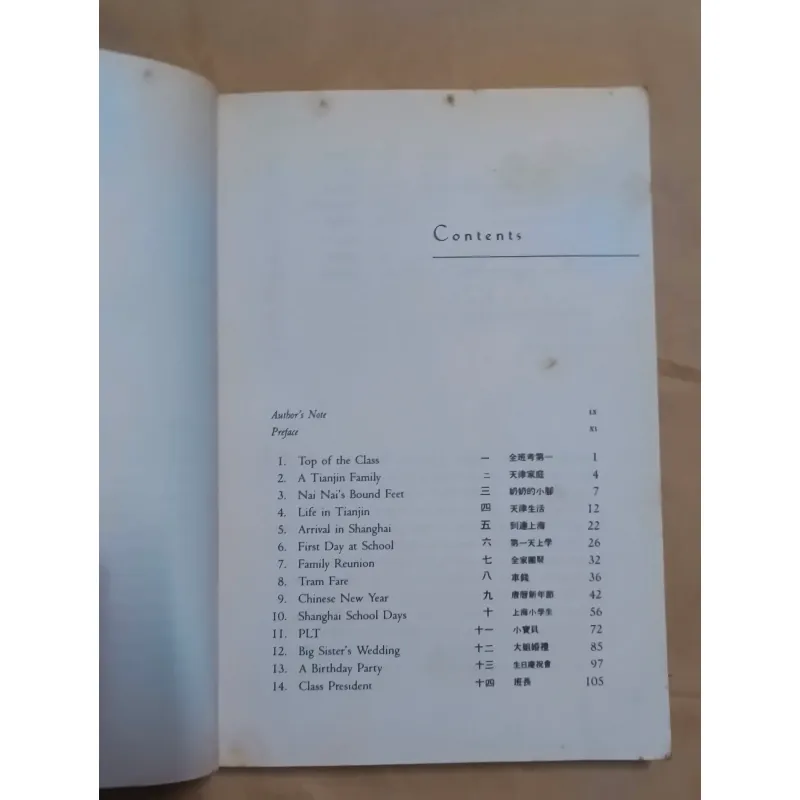 Contents
Author's Note ix
Preface xi
1. Top of the Class 一 全班考第一 1
2. A Tianjin Family 二 天津家庭 4
3. Nai Nai's Bound Feet 三 奶奶的小腳 7
4. Life in Tianjin 四 天津生活 12
5. Arrival in Shanghai 五 到達上海 22
6. First Day at School 六 第一天上學 26
7. Family Reunion 七 全家團聚 32
8. Tram Fare 八 車錢 36
9. Chinese New Year 九 農曆新年節 42
10. Shanghai School Days 十 上海小學生 56
11. PLT 十一 小寶貝 72
12. Big Sister's Wedding 十二 大姐婚禮 85
13. A Birthday Party 十三 生日慶祝會 97
14. Class President 十四 班長 105